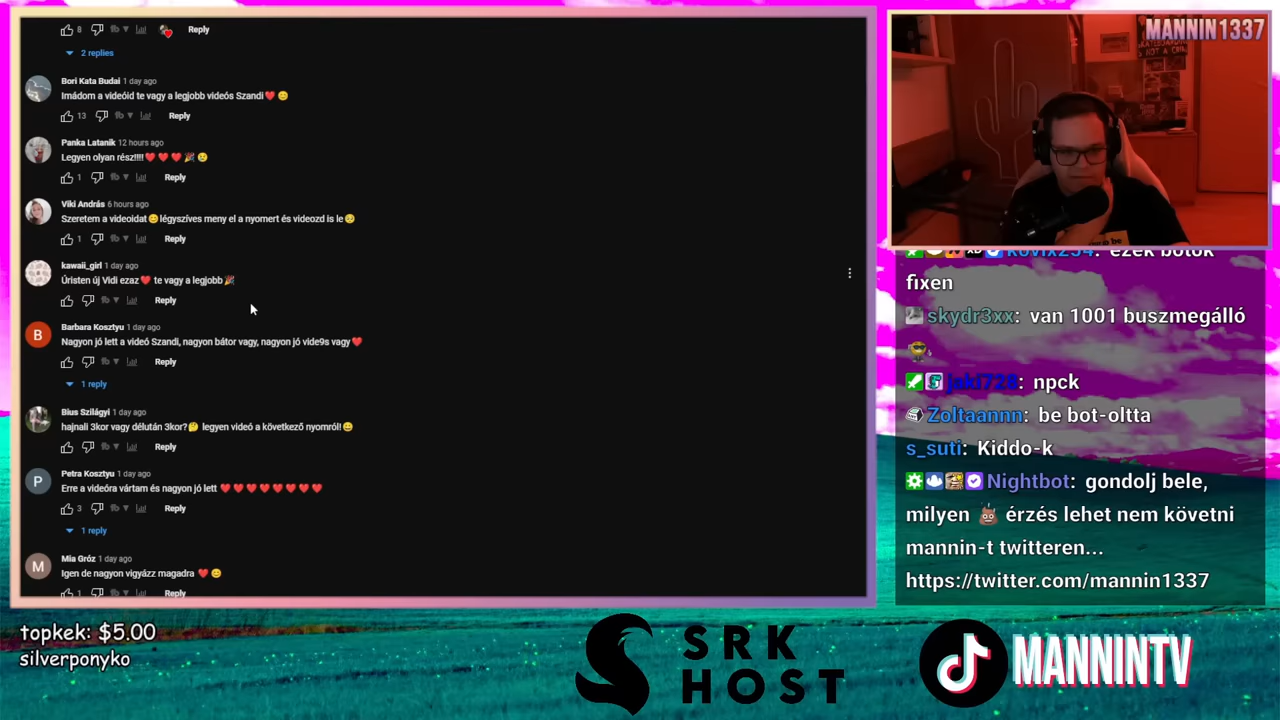 8 Reply
2 replies
Bori Kata Budai 1 day ago
Imádom a videóid te vagy a legjobb videós Szandi❤️ 😊
13 Reply
Panka Latanik 12 hours ago
Legyen olyan rész!!!!❤️ ❤️ ❤️ 🎉 😢
1 Reply
Viki András 6 hours ago
Szeretem a videoidat😊légyszíves meny el a nyomert és videozd is le🥺
1 Reply
kawaii_girl 1 day ago
Úristen új Vidi ezaz❤️ te vagy a legjobb🎉
Reply
Barbara Kosztyu 1 day ago
Nagyon jó lett a videó Szandi, nagyon bátor vagy, nagyon jó vide9s vagy❤️
Reply
1 reply
Bius Szilágyi 1 day ago
hajnali 3kor vagy délután 3kor?🤔 legyen videó a következő nyomról!😀
Reply
Petra Kosztyu 1 day ago
Erre a videóra vártam és nagyon jó lett ❤️ ❤️ ❤️ ❤️ ❤️ ❤️ ❤️ ❤️
3 Reply
1 reply
Mia Gróz 1 day ago
Igen de nagyon vigyázz magadra ❤️ 😊
1 Reply
MANNIN1337
kovix254: ezek botok
fixen
skydr3xx: van 1001 buszmegálló
jaki728: npck
Zoltaannn: be bot-oltta
s_suti: Kiddo-k
Nightbot: gondolj bele,
milyen 💩 érzés lehet nem követni
mannin-t twitteren...
https://twitter.com/mannin1337
topkek: $5.00
silverponyko
SRK
HOST
MANNINTV